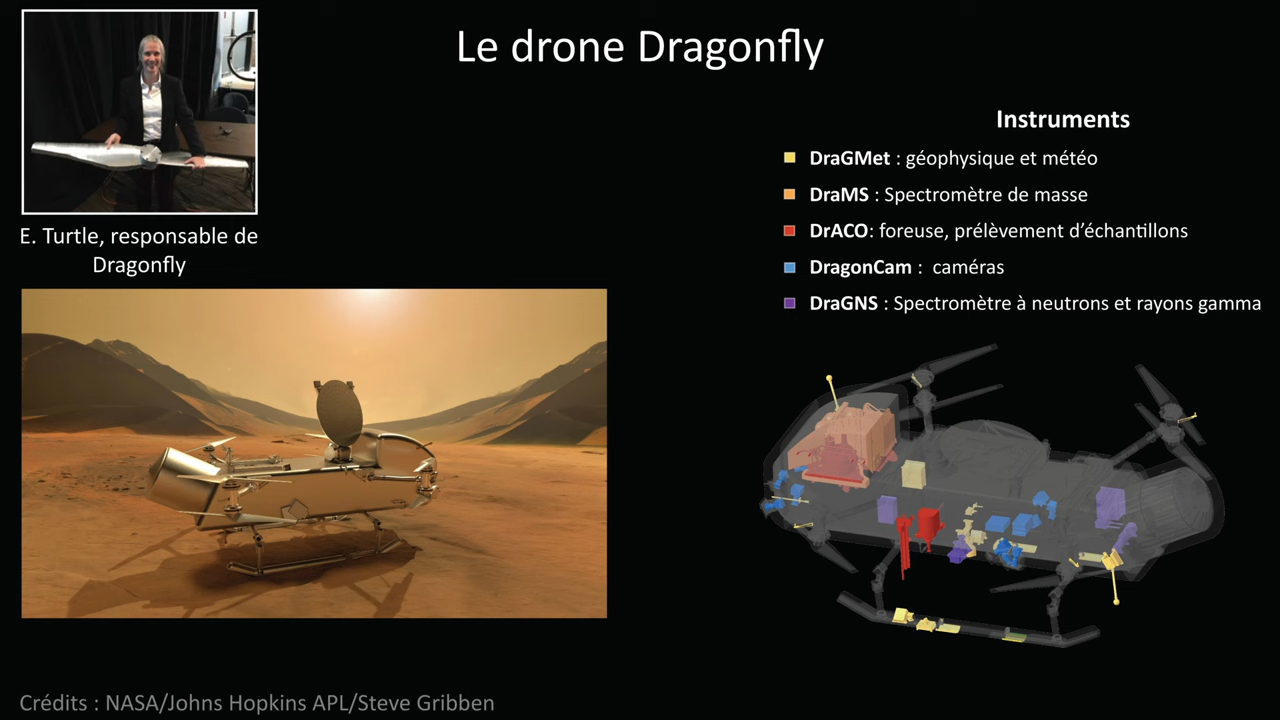 Le drone Dragonfly
E. Turtle, responsable de
Dragonfly
Instruments
DraGMet : géophysique et météo
DraMS : Spectromètre de masse
DrACO: foreuse, prélèvement d'échantillons
DragonCam :  caméras
DraGNS : Spectromètre à neutrons et rayons gamma
Crédits : NASA/Johns Hopkins APL/Steve Gribben